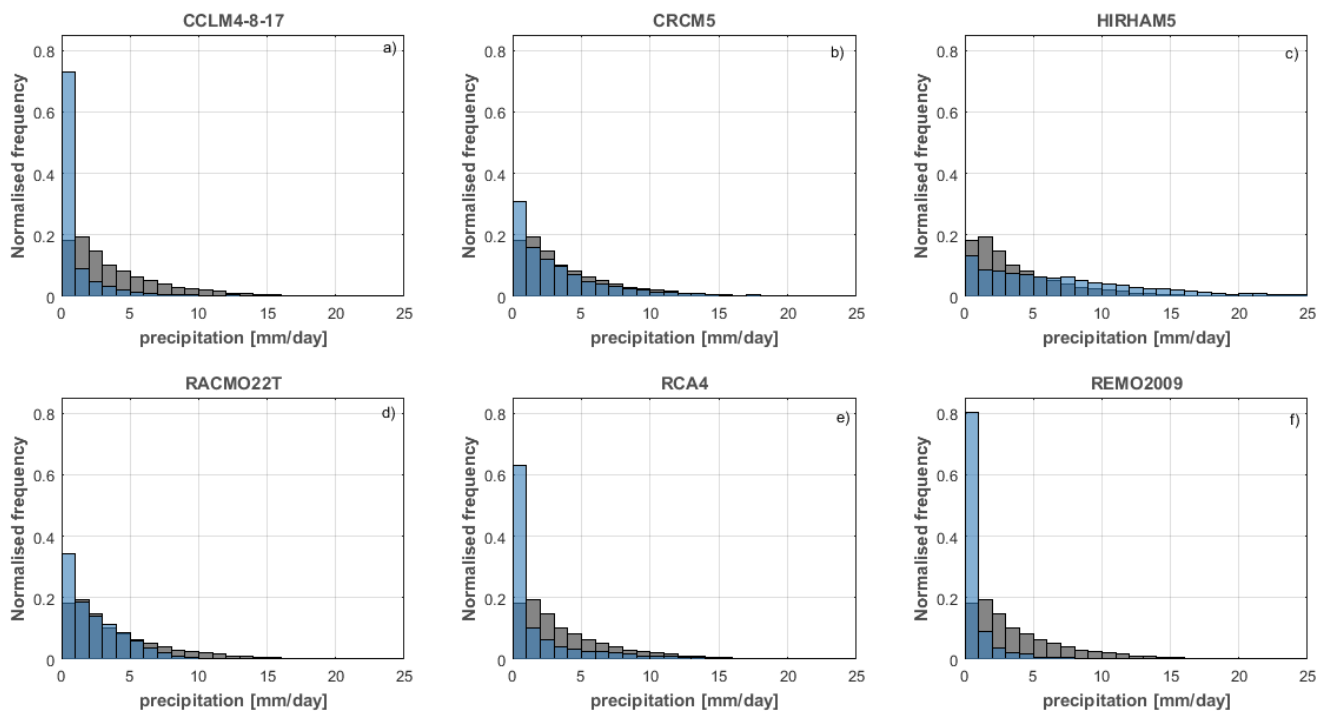 CCLM4-8-17
a)
Normalised frequency
0.8
0.6
0.4
0.2
0
0 5 10 15 20 25
precipitation [mm/day]
CRCM5
b)
Normalised frequency
0.8
0.6
0.4
0.2
0
0 5 10 15 20 25
precipitation [mm/day]
HIRHAM5
c)
Normalised frequency
0.8
0.6
0.4
0.2
0
0 5 10 15 20 25
precipitation [mm/day]
RACMO22T
d)
Normalised frequency
0.8
0.6
0.4
0.2
0
0 5 10 15 20 25
precipitation [mm/day]
RCA4
e)
Normalised frequency
0.8
0.6
0.4
0.2
0
0 5 10 15 20 25
precipitation [mm/day]
REMO2009
f)
Normalised frequency
0.8
0.6
0.4
0.2
0
0 5 10 15 20 25
precipitation [mm/day]